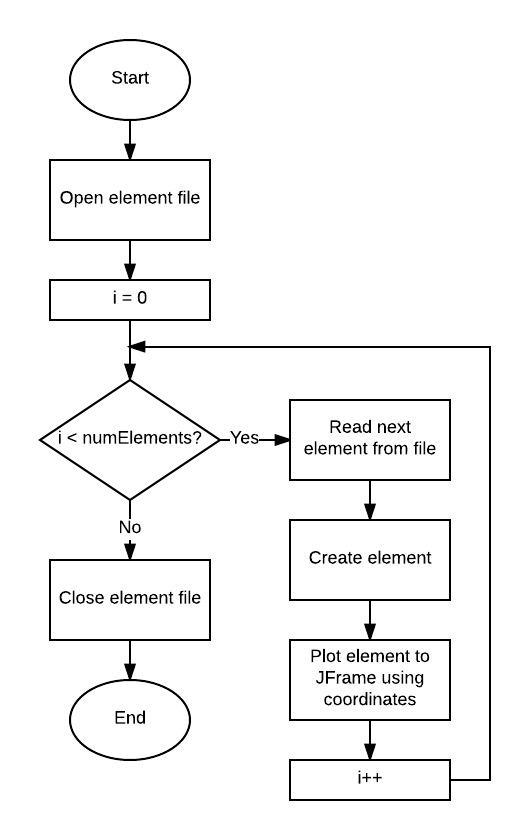 Start
Open element file
i = 0
i < numElements?
Yes
Read next
element from file
Create element
Plot element to
JFrame using
coordinates
i++
No
Close element file
End